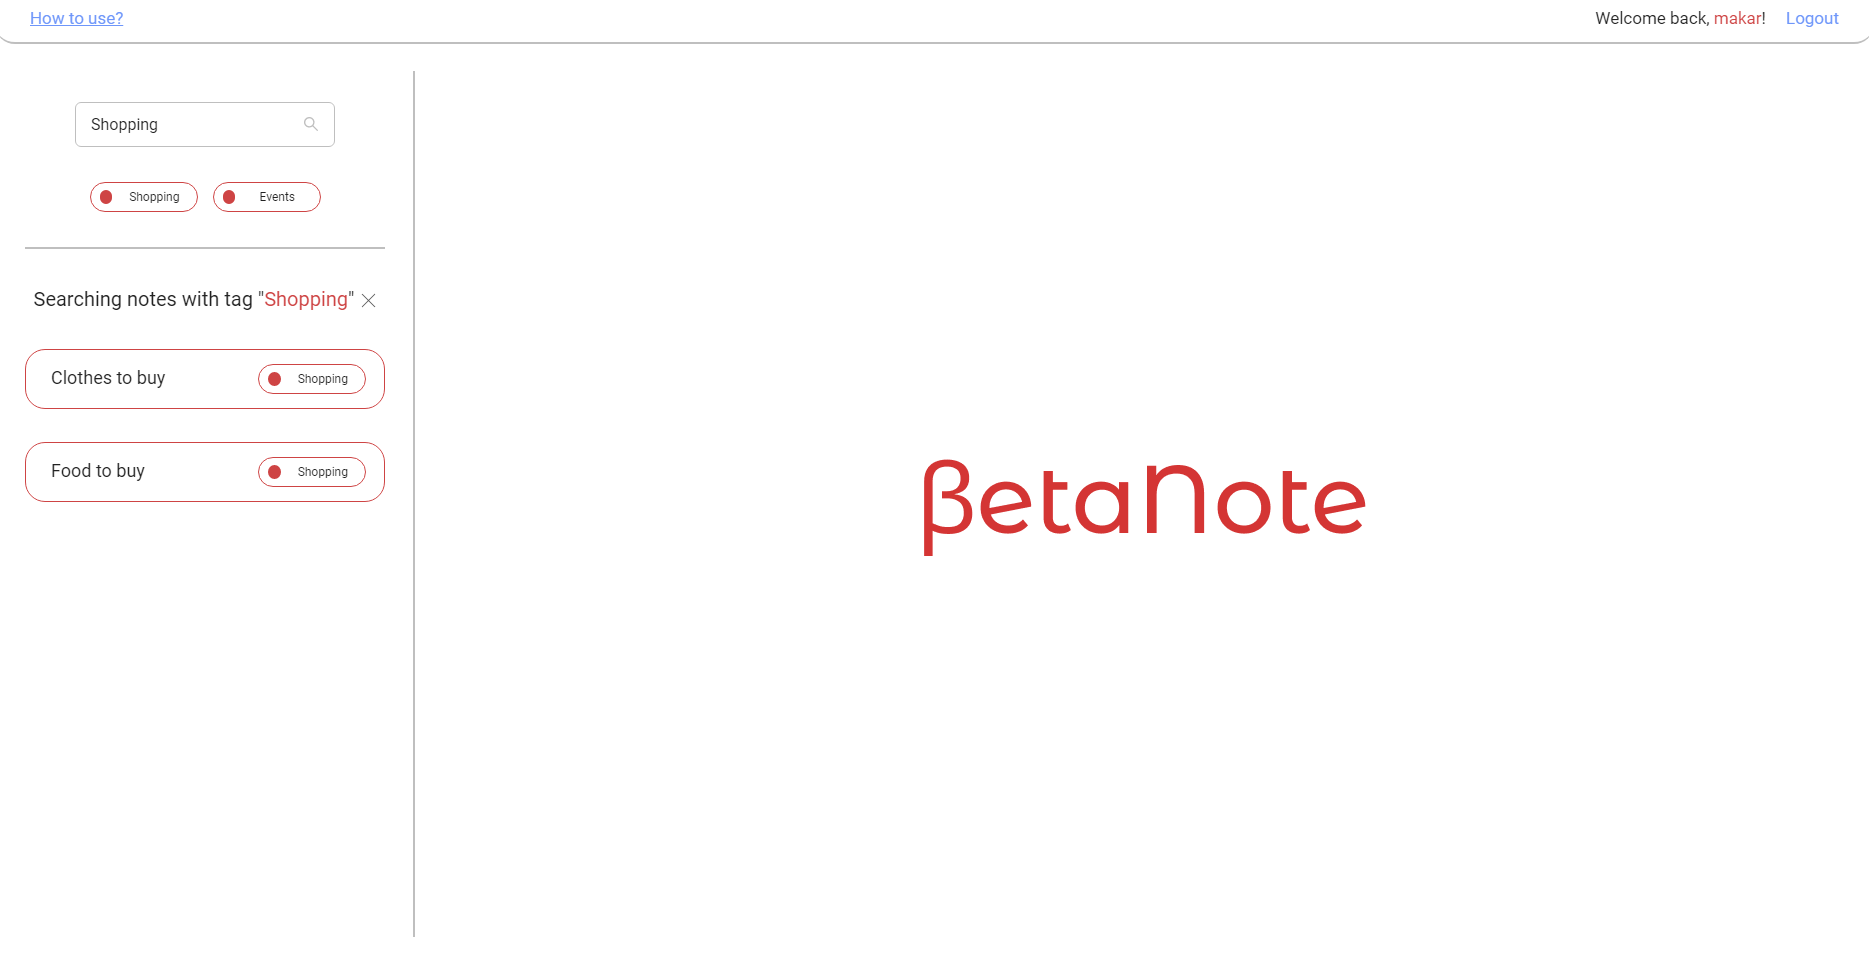 How to use?
Welcome back, makar! Logout
Shopping
Shopping Events
Searching notes with tag "Shopping"
Clothes to buy Shopping
Food to buy Shopping
βetaNote